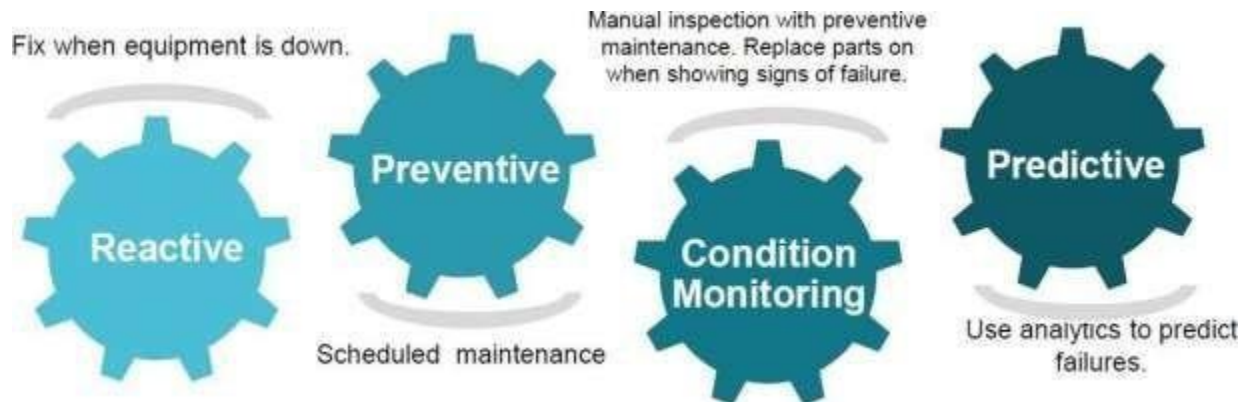 Fix when equipment is down.
Reactive
Preventive
Scheduled maintenance
Manual inspection with preventive
maintenance. Replace parts on
when showing signs of failure.
Condition
Monitoring
Predictive
Use analytics to predict
failures.